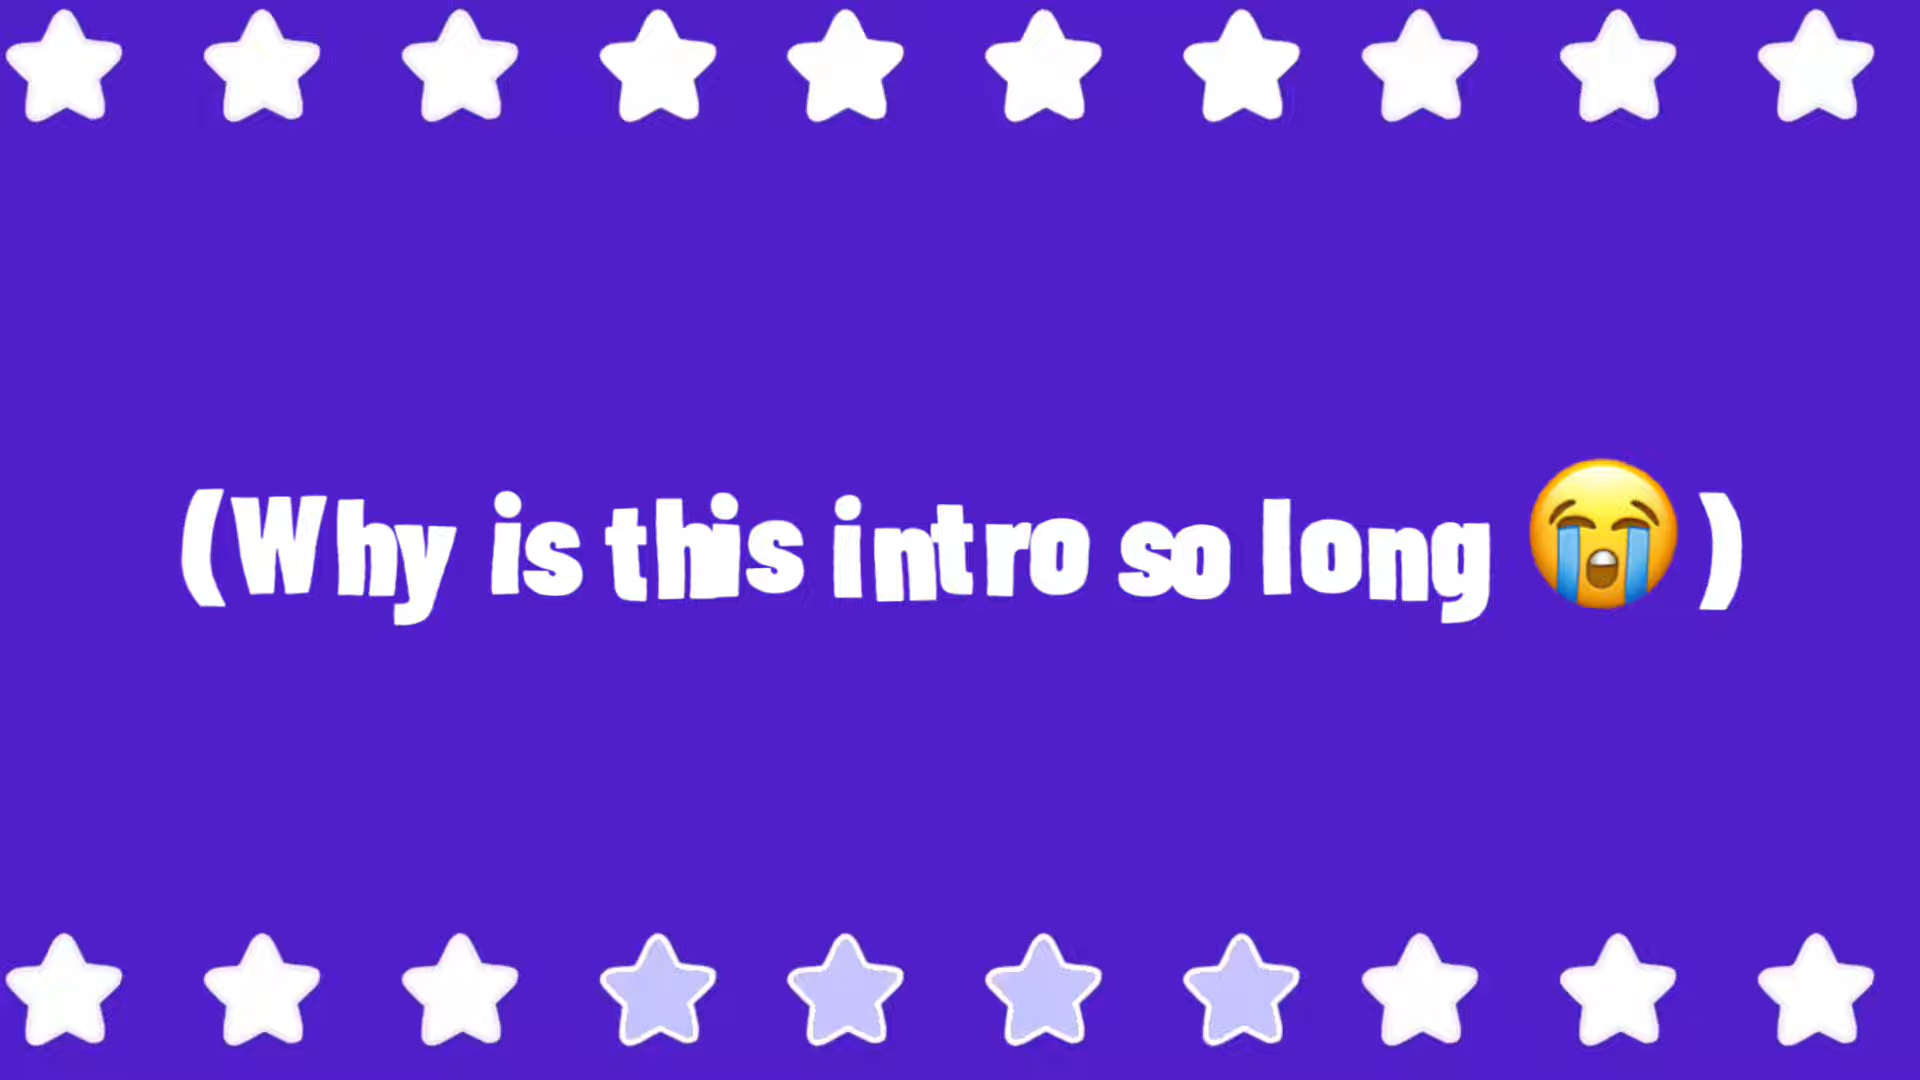 (Why is this intro so long 😭 )